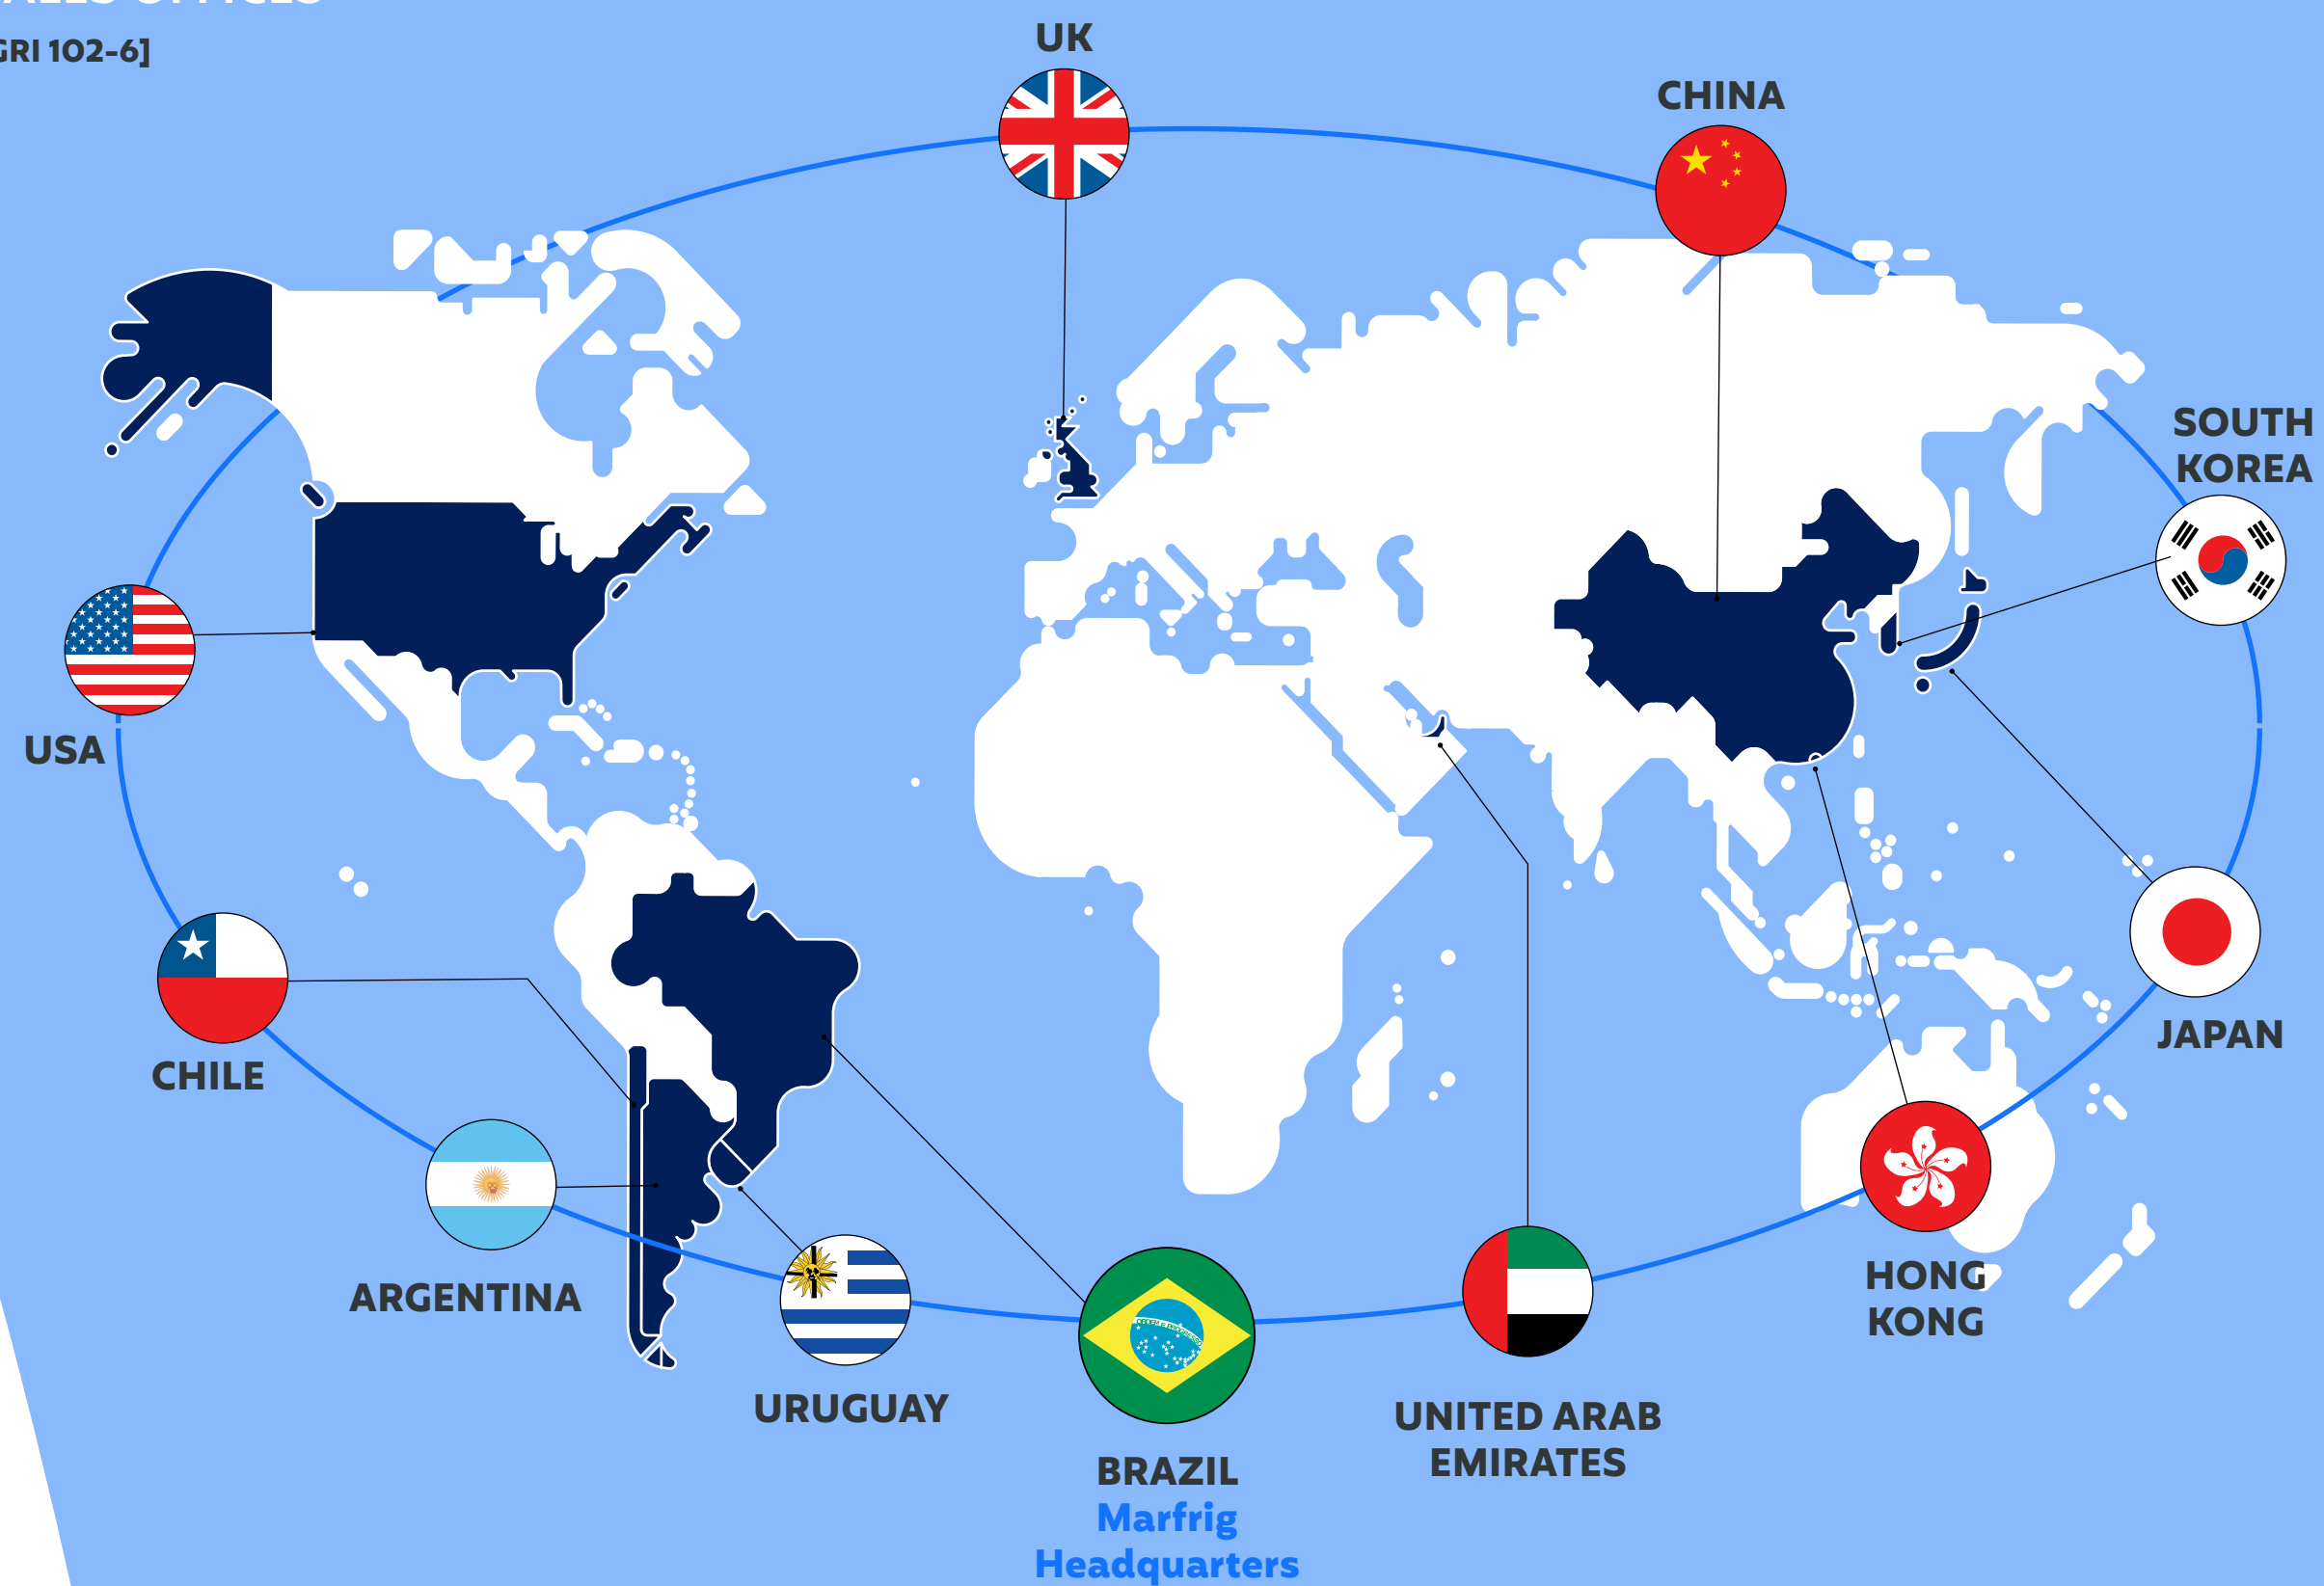 [GRI 102-6]
UK
CHINA
SOUTH
KOREA
USA
CHILE
JAPAN
ARGENTINA
HONG
KONG
URUGUAY
UNITED ARAB
EMIRATES
BRAZIL
Marfrig
Headquarters